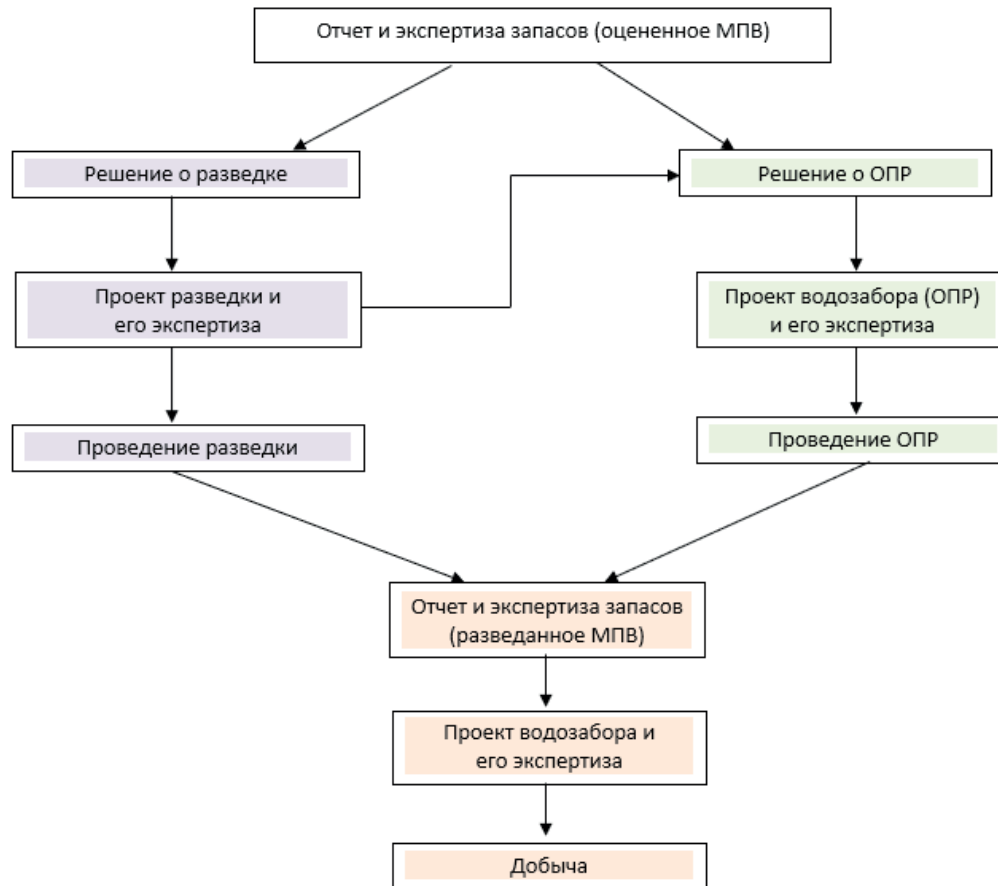 Отчет и экспертиза запасов (оцененное МПВ)
Решение о разведке
Решение о ОПР
Проект разведки и
его экспертиза
Проект водозабора (ОПР)
и его экспертиза
Проведение разведки
Проведение ОПР
Отчет и экспертиза запасов
(разведанное МПВ)
Проект водозабора и
его экспертиза
Добыча